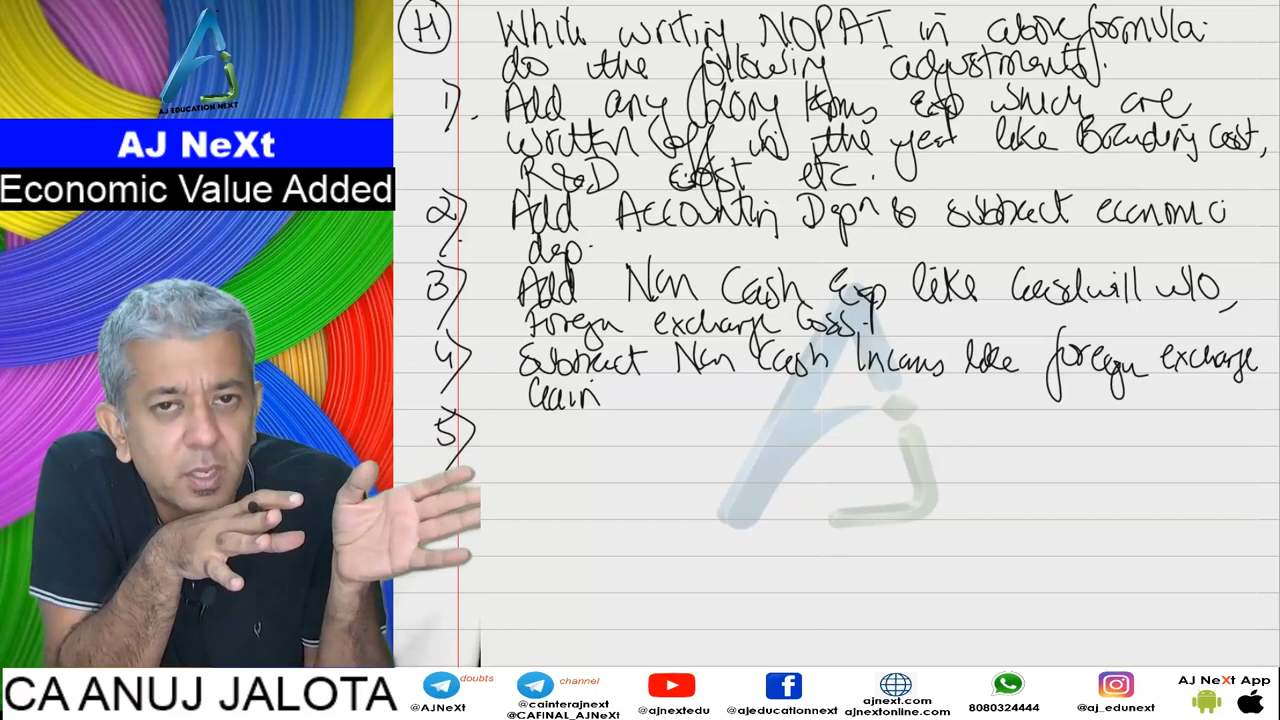 AJ EDUCATION NEXT
AJ NeXt
Economic Value Added
H While writing NOPAT in above formula
do the following adjustments.
1) Add any long term Exp which are
written off in the year like Branding Cost,
R&D Cost etc.
2) Add Accounting Depn & subtract economic
dep.
3) Add Non Cash Exp like Goodwill w/o,
Foreign exchange Loss
4) Subtract Non Cash Incomes like foreign exchange
Gain
5)
CA ANUJ JALOTA
doubts
@AJNeXt
channel
@cainterajnext
@CAFINAL_AJNeXt
@ajnextedu
@ajeducationnext
ajnext.com
ajnextonline.com
8080324444
@aj_edunext
AJ NeXt App